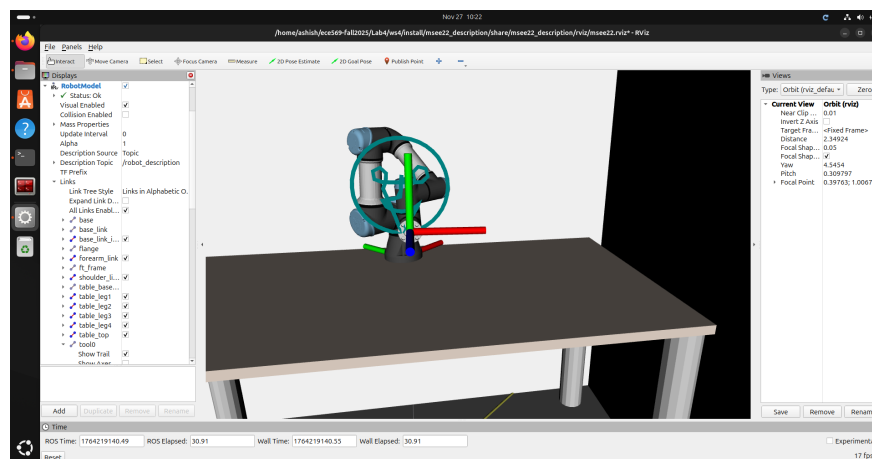 Nov 27 10:22
/home/ashish/ece569-fall2025/Lab4/ws4/install/msee22_description/share/msee22_description/rviz/msee22.rviz* - RViz
File Panels Help
Interact Move Camera Select Focus Camera Measure 2D Pose Estimate 2D Goal Pose Publish Point
Displays
RobotModel
Status: Ok
Visual Enabled
Collision Enabled
Mass Properties
Update Interval 0
Alpha 1
Description Source Topic
Description Topic /robot_description
TF Prefix
Links
Link Tree Style Links in Alphabetic O.
Expand Link D...
All Links Enabl...
base
base_link
base_link_i...
flange
forearm_link
ft_frame
shoulder_li...
table_base...
table_leg1
table_leg2
table_leg3
table_leg4
table_top
tool0
Show Trail
Show Axes
Add Duplicate Remove Rename
Views
Type: Orbit (rviz_defau Zero
Current View Orbit (rviz)
Near Clip ... 0.01
Invert Z Axis
Target Fra... <Fixed Frame>
Distance 2.34924
Focal Shap... 0.05
Focal Shap...
Yaw 4.5454
Pitch 0.309797
Focal Point 0.39763; 1.0067
Save Remove Renam
Time
ROS Time: 1764219140.49 ROS Elapsed: 30.91 Wall Time: 1764219140.55 Wall Elapsed: 30.91 Experimenta
Reset 17 fps